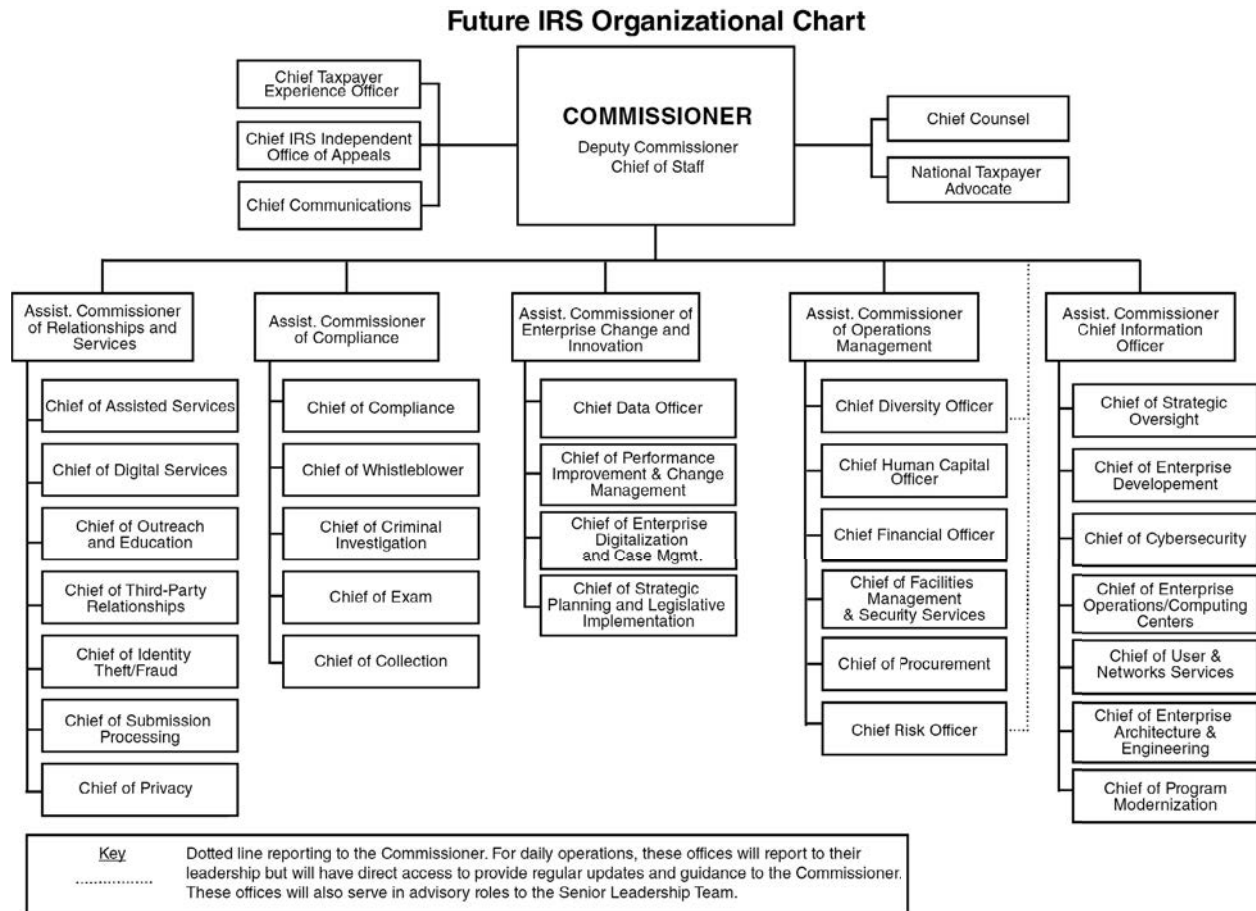 Future IRS Organizational Chart
Chief Taxpayer
Experience Officer
Chief IRS Independent
Office of Appeals
Chief Communications
COMMISSIONER
Deputy Commissioner
Chief of Staff
Chief Counsel
National Taxpayer
Advocate
Assist. Commissioner
of Relationships and
Services
Chief of Assisted Services
Chief of Digital Services
Chief of Outreach
and Education
Chief of Third-Party
Relationships
Chief of Identity
Theft/Fraud
Chief of Submission
Processing
Chief of Privacy
Assist. Commissioner
of Compliance
Chief of Compliance
Chief of Whistleblower
Chief of Criminal
Investigation
Chief of Exam
Chief of Collection
Assist. Commissioner of
Enterprise Change and
Innovation
Chief Data Officer
Chief of Performance
Improvement & Change
Management
Chief of Enterprise
Digitalization
and Case Mgmt.
Chief of Strategic
Planning and Legislative
Implementation
Assist. Commissioner
of Operations
Management
Chief Diversity Officer
Chief Human Capital
Officer
Chief Financial Officer
Chief of Facilities
Management
& Security Services
Chief of Procurement
Chief Risk Officer
Assist. Commissioner
Chief Information
Officer
Chief of Strategic
Oversight
Chief of Enterprise
Developement
Chief of Cybersecurity
Chief of Enterprise
Operations/Computing
Centers
Chief of User &
Networks Services
Chief of Enterprise
Architecture &
Engineering
Chief of Program
Modernization
Key
Dotted line reporting to the Commissioner. For daily operations, these offices will report to their
leadership but will have direct access to provide regular updates and guidance to the Commissioner.
These offices will also serve in advisory roles to the Senior Leadership Team.